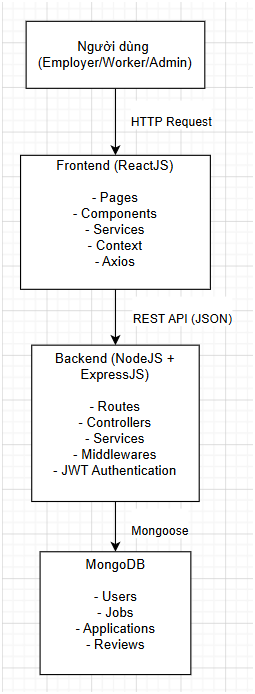 Người dùng
(Employer/Worker/Admin)
HTTP Request
Frontend (ReactJS)
- Pages
- Components
- Services
- Context
- Axios
REST API (JSON)
Backend (NodeJS +
ExpressJS)
- Routes
- Controllers
- Services
- Middlewares
- JWT Authentication
Mongoose
MongoDB
- Users
- Jobs
- Applications
- Reviews